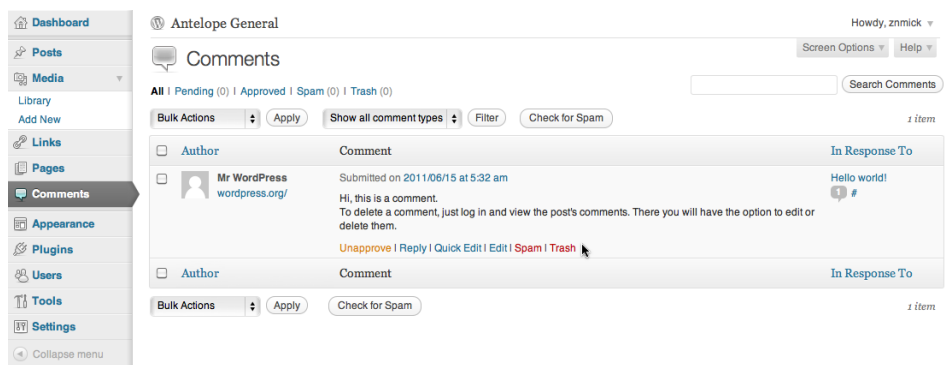 Dashboard
Posts
Media
Library
Add New
Links
Pages
Comments
Appearance
Plugins
Users
Tools
Settings
Collapse menu
Antelope General
Howdy, znmick
Comments
Screen Options
Help
All | Pending (0) | Approved | Spam (0) | Trash (0)
Search Comments
Bulk Actions Apply Show all comment types Filter Check for Spam 1 item
Author Comment In Response To
Mr WordPress
wordpress.org/
Submitted on 2011/06/15 at 5:32 am
Hi, this is a comment.
To delete a comment, just log in and view the post's comments. There you will have the option to edit or
delete them.
Unapprove | Reply | Quick Edit | Edit | Spam | Trash
Hello world!
1 #
Author Comment In Response To
Bulk Actions Apply Check for Spam 1 item